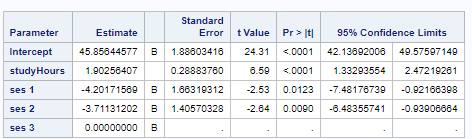 Parameter Estimate Standard Error t Value Pr > |t| 95% Confidence Limits
Intercept 45.85644577 B 1.88603416 24.31 <.0001 42.13692006 49.57597149
studyHours 1.90256407 0.28883760 6.59 <.0001 1.33293554 2.47219261
ses 1 -4.20171569 B 1.66319312 -2.53 0.0123 -7.48176739 -0.92166398
ses 2 -3.71131202 B 1.40570328 -2.64 0.0090 -6.48355741 -0.93906664
ses 3 0.00000000 B . . . . .